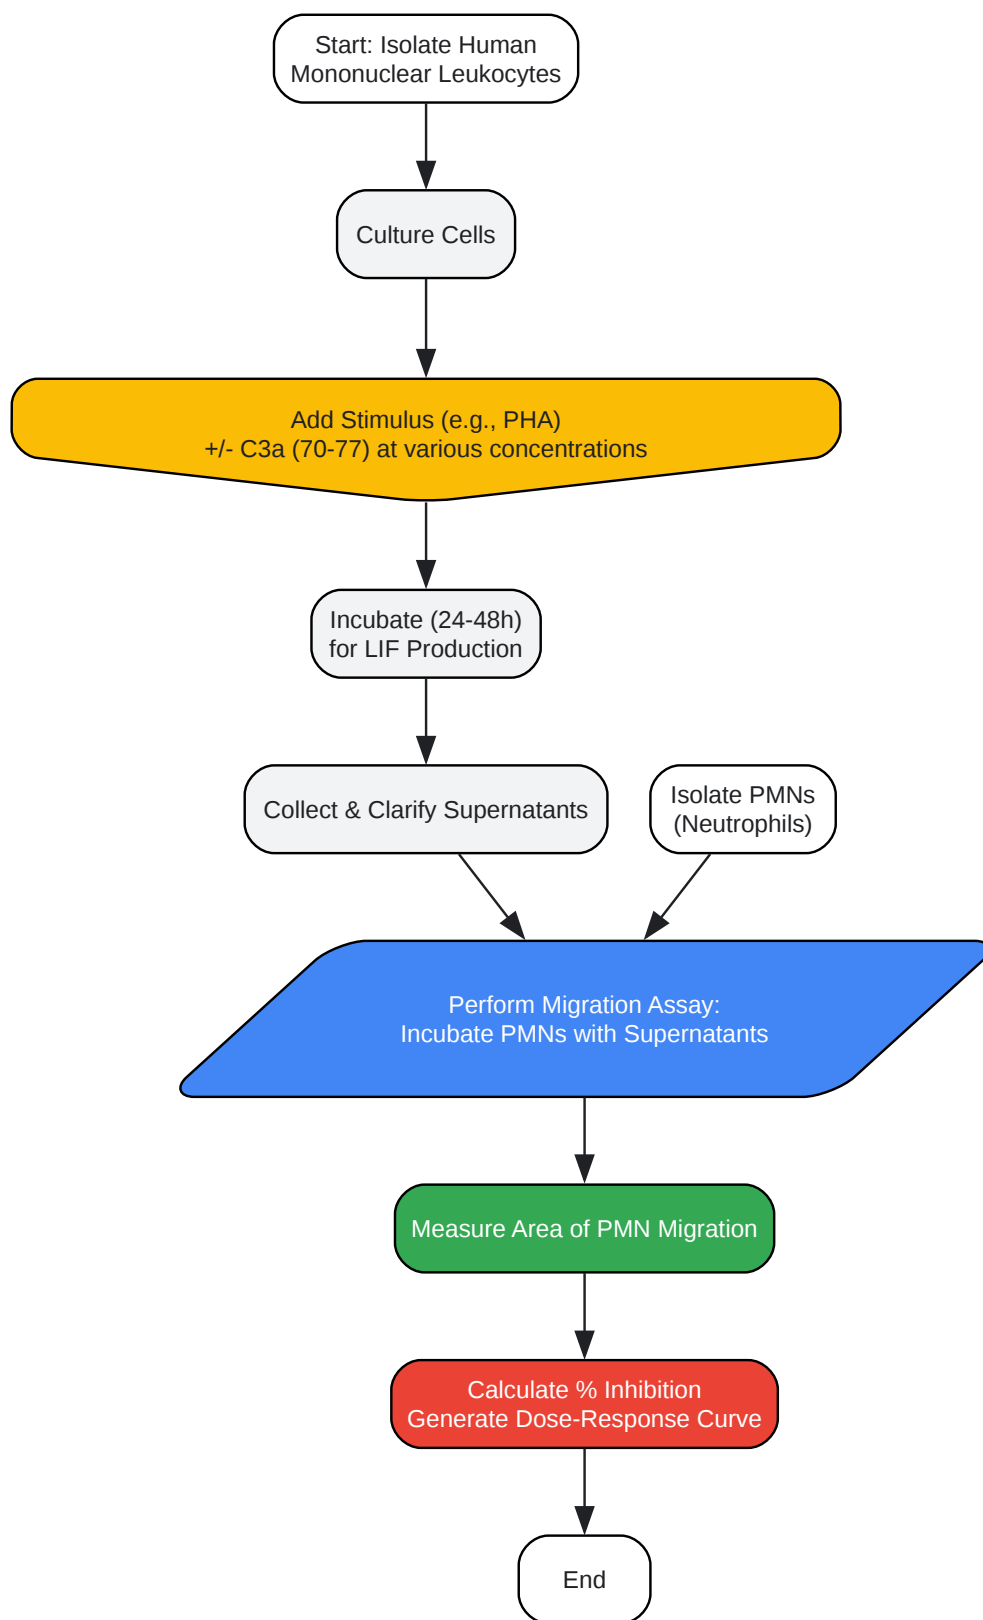 Start: Isolate Human
Mononuclear Leukocytes
Culture Cells
Add Stimulus (e.g., PHA)
+/- C3a (70-77) at various concentrations
Incubate (24-48h)
for LIF Production
Collect & Clarify Supernatants
Isolate PMNs
(Neutrophils)
Perform Migration Assay:
Incubate PMNs with Supernatants
Measure Area of PMN Migration
Calculate % Inhibition
Generate Dose-Response Curve
End